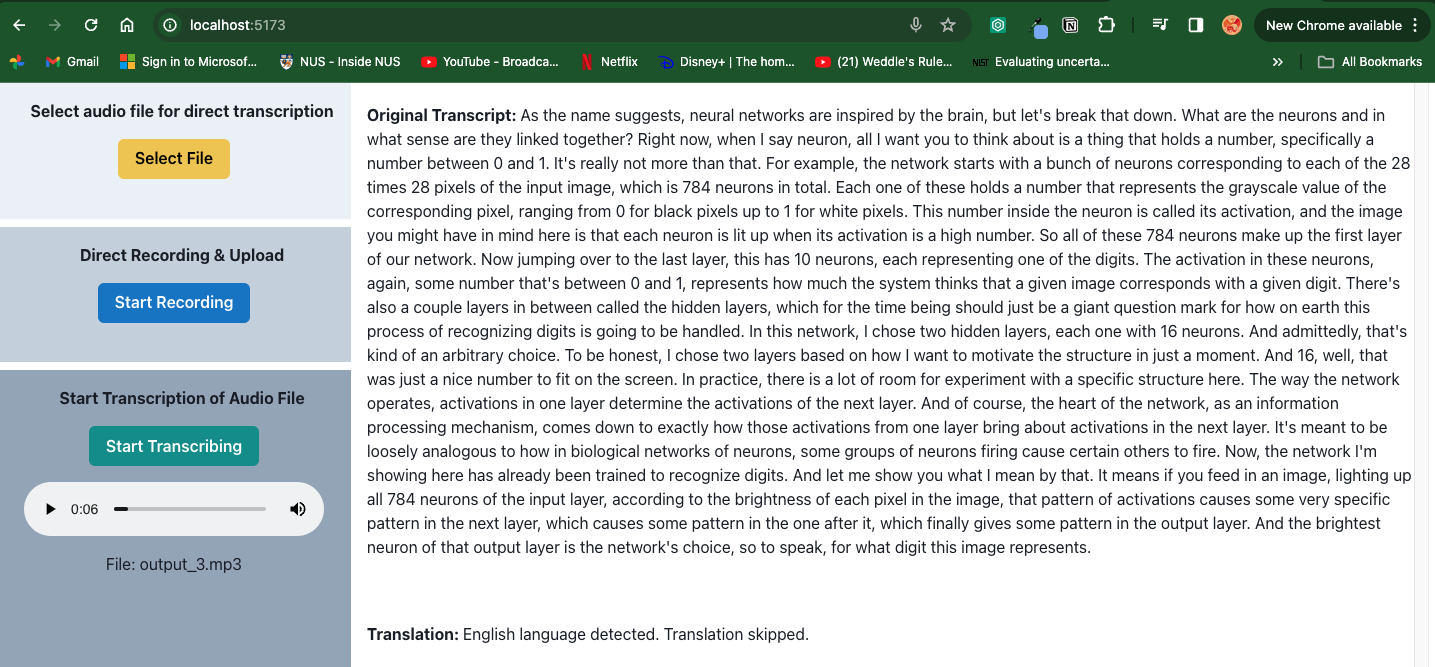 localhost:5173
New Chrome available
Gmail
Sign in to Microsof...
NUS - Inside NUS
YouTube - Broadca...
Netflix
Disney+ | The hom...
(21) Weddle's Rule...
NIST
Evaluating uncerta...
»
All Bookmarks
Select audio file for direct transcription
Select File
Direct Recording & Upload
Start Recording
Start Transcription of Audio File
Start Transcribing
0:06
File: output_3.mp3
Original Transcript: As the name suggests, neural networks are inspired by the brain, but let's break that down. What are the neurons and in
what sense are they linked together? Right now, when I say neuron, all I want you to think about is a thing that holds a number, specifically a
number between 0 and 1. It's really not more than that. For example, the network starts with a bunch of neurons corresponding to each of the 28
times 28 pixels of the input image, which is 784 neurons in total. Each one of these holds a number that represents the grayscale value of the
corresponding pixel, ranging from 0 for black pixels up to 1 for white pixels. This number inside the neuron is called its activation, and the image
you might have in mind here is that each neuron is lit up when its activation is a high number. So all of these 784 neurons make up the first layer
of our network. Now jumping over to the last layer, this has 10 neurons, each representing one of the digits. The activation in these neurons,
again, some number that's between 0 and 1, represents how much the system thinks that a given image corresponds with a given digit. There's
also a couple layers in between called the hidden layers, which for the time being should just be a giant question mark for how on earth this
process of recognizing digits is going to be handled. In this network, I chose two hidden layers, each one with 16 neurons. And admittedly, that's
kind of an arbitrary choice. To be honest, I chose two layers based on how I want to motivate the structure in just a moment. And 16, well, that
was just a nice number to fit on the screen. In practice, there is a lot of room for experiment with a specific structure here. The way the network
operates, activations in one layer determine the activations of the next layer. And of course, the heart of the network, as an information
processing mechanism, comes down to exactly how those activations from one layer bring about activations in the next layer. It's meant to be
loosely analogous to how in biological networks of neurons, some groups of neurons firing cause certain others to fire. Now, the network I'm
showing here has already been trained to recognize digits. And let me show you what I mean by that. It means if you feed in an image, lighting up
all 784 neurons of the input layer, according to the brightness of each pixel in the image, that pattern of activations causes some very specific
pattern in the next layer, which causes some pattern in the one after it, which finally gives some pattern in the output layer. And the brightest
neuron of that output layer is the network's choice, so to speak, for what digit this image represents.
Translation: English language detected. Translation skipped.